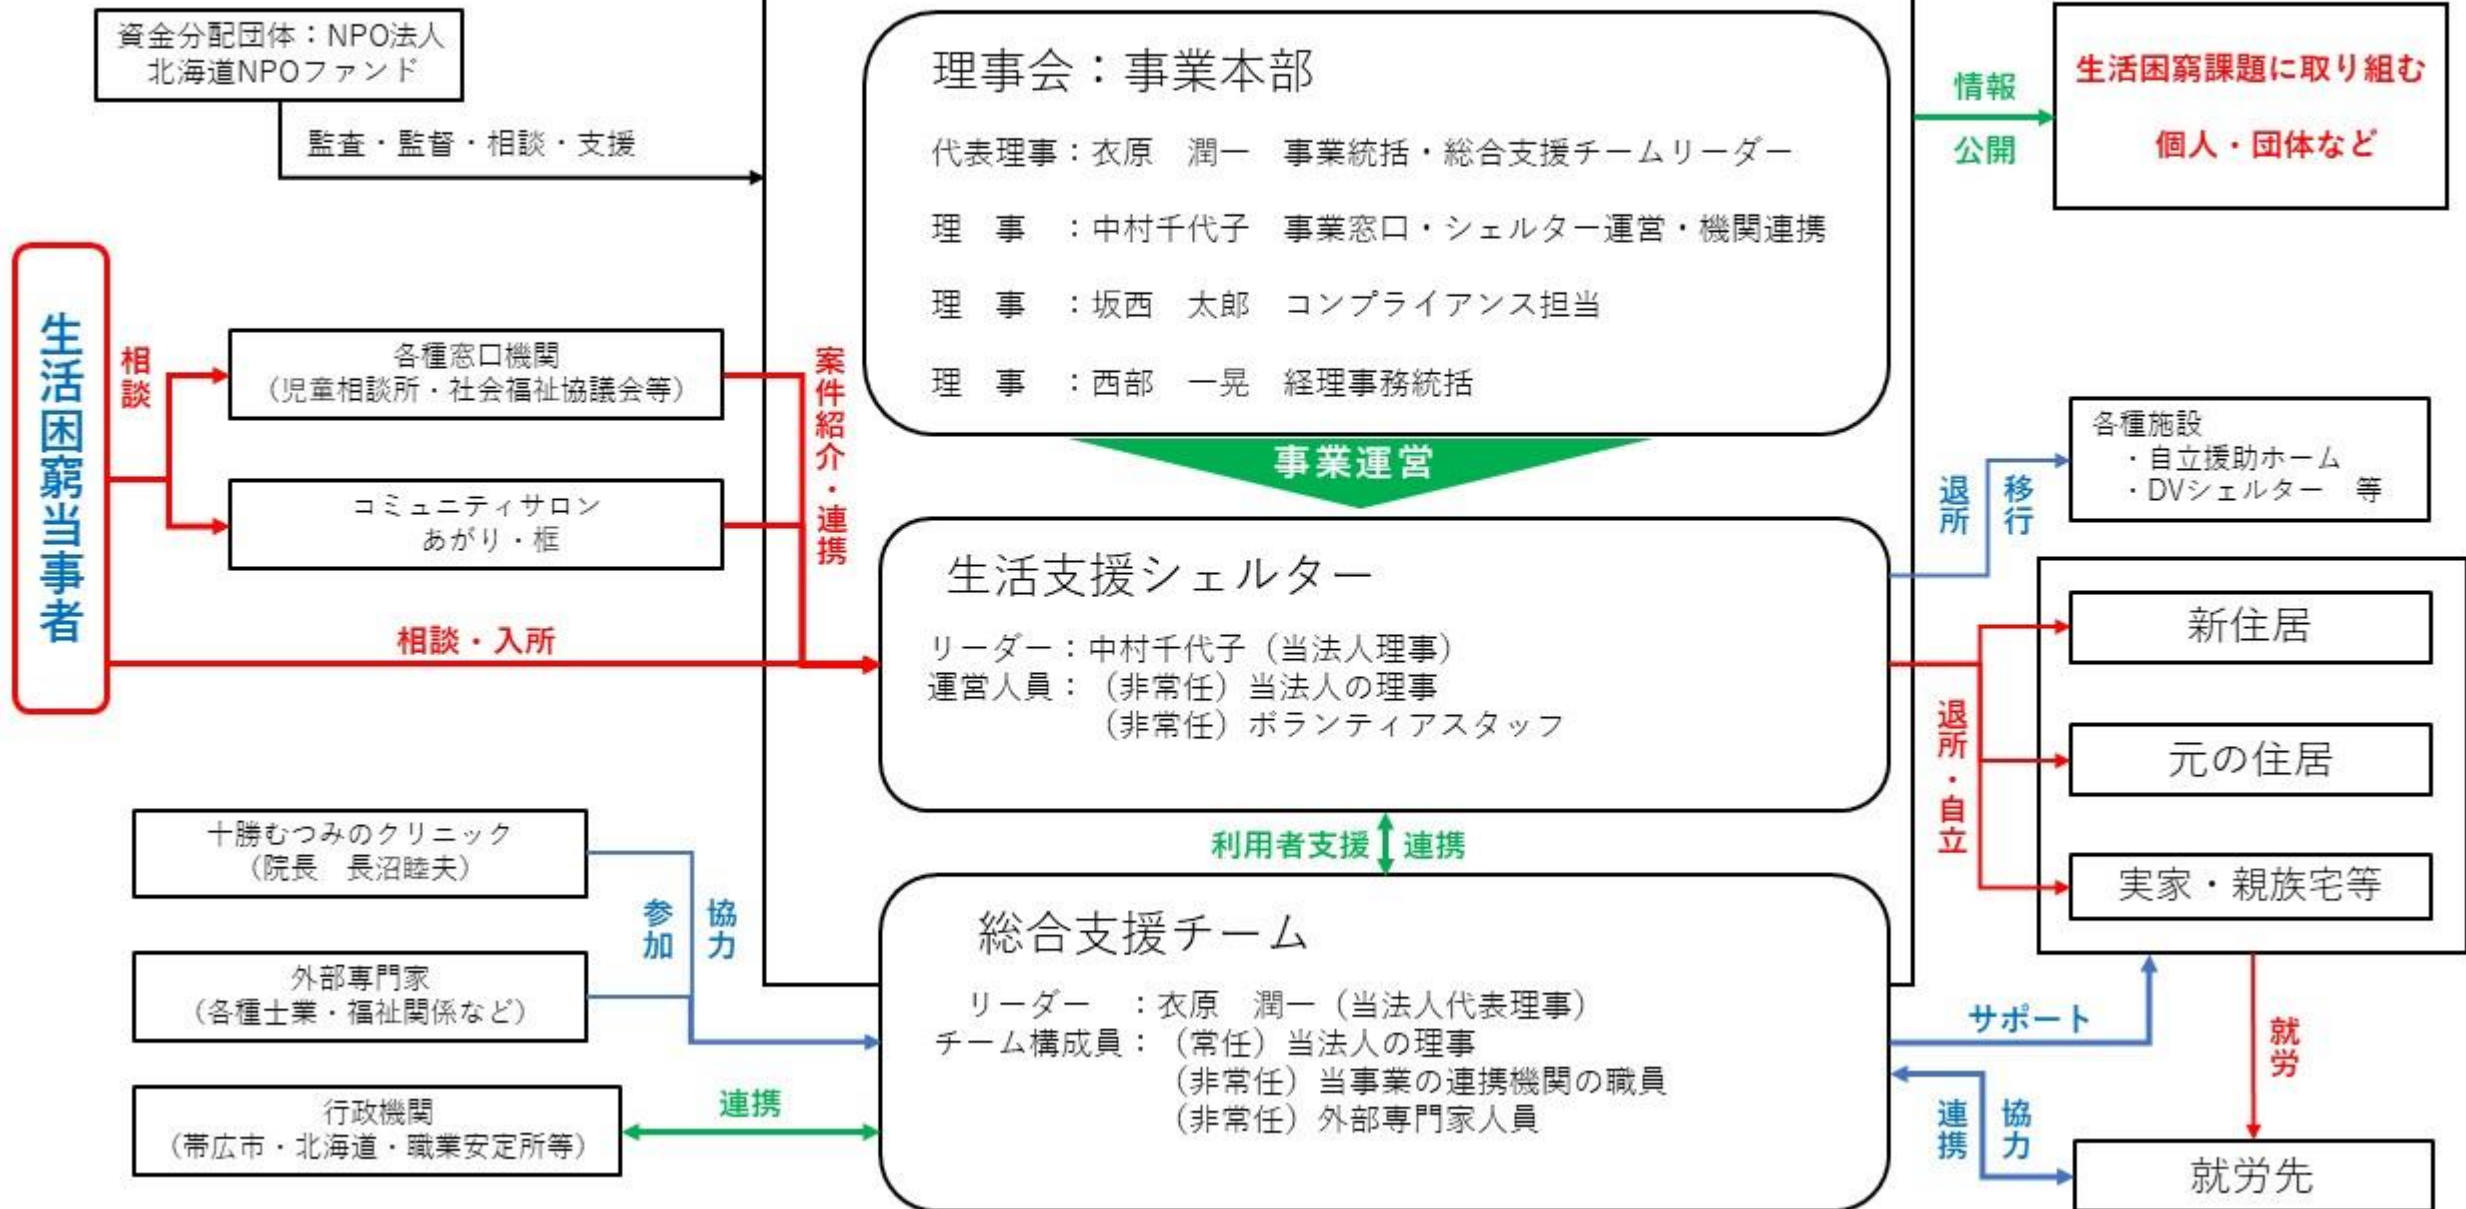 資金分配団体：NPO法人
北海道NPOファンド
監査・監督・相談・支援
理事会：事業本部
代表理事：衣原　潤一　事業統括・総合支援チームリーダー
理　事　：中村千代子　事業窓口・シェルター運営・機関連携
理　事　：坂西　太郎　コンプライアンス担当
理　事　：西部　一晃　経理事務統括
情報
公開
生活困窮課題に取り組む
個人・団体など
生活困窮当事者
相談
各種窓口機関
（児童相談所・社会福祉協議会等）
コミュニティサロン
あがり・框
案件紹介・連携
相談・入所
事業運営
生活支援シェルター
リーダー：中村千代子（当法人理事）
運営人員：（非常任）当法人の理事
（非常任）ボランティアスタッフ
退所
移行
各種施設
・自立援助ホーム
・DVシェルター　等
退所・自立
新住居
元の住居
実家・親族宅等
利用者支援
連携
十勝むつみのクリニック
（院長　長沼睦夫）
外部専門家
（各種士業・福祉関係など）
参加
協力
行政機関
（帯広市・北海道・職業安定所等）
連携
総合支援チーム
リーダー　：衣原　潤一（当法人代表理事）
チーム構成員：（常任）当法人の理事
（非常任）当事業の連携機関の職員
（非常任）外部専門家人員
サポート
就労
連携
協力
就労先